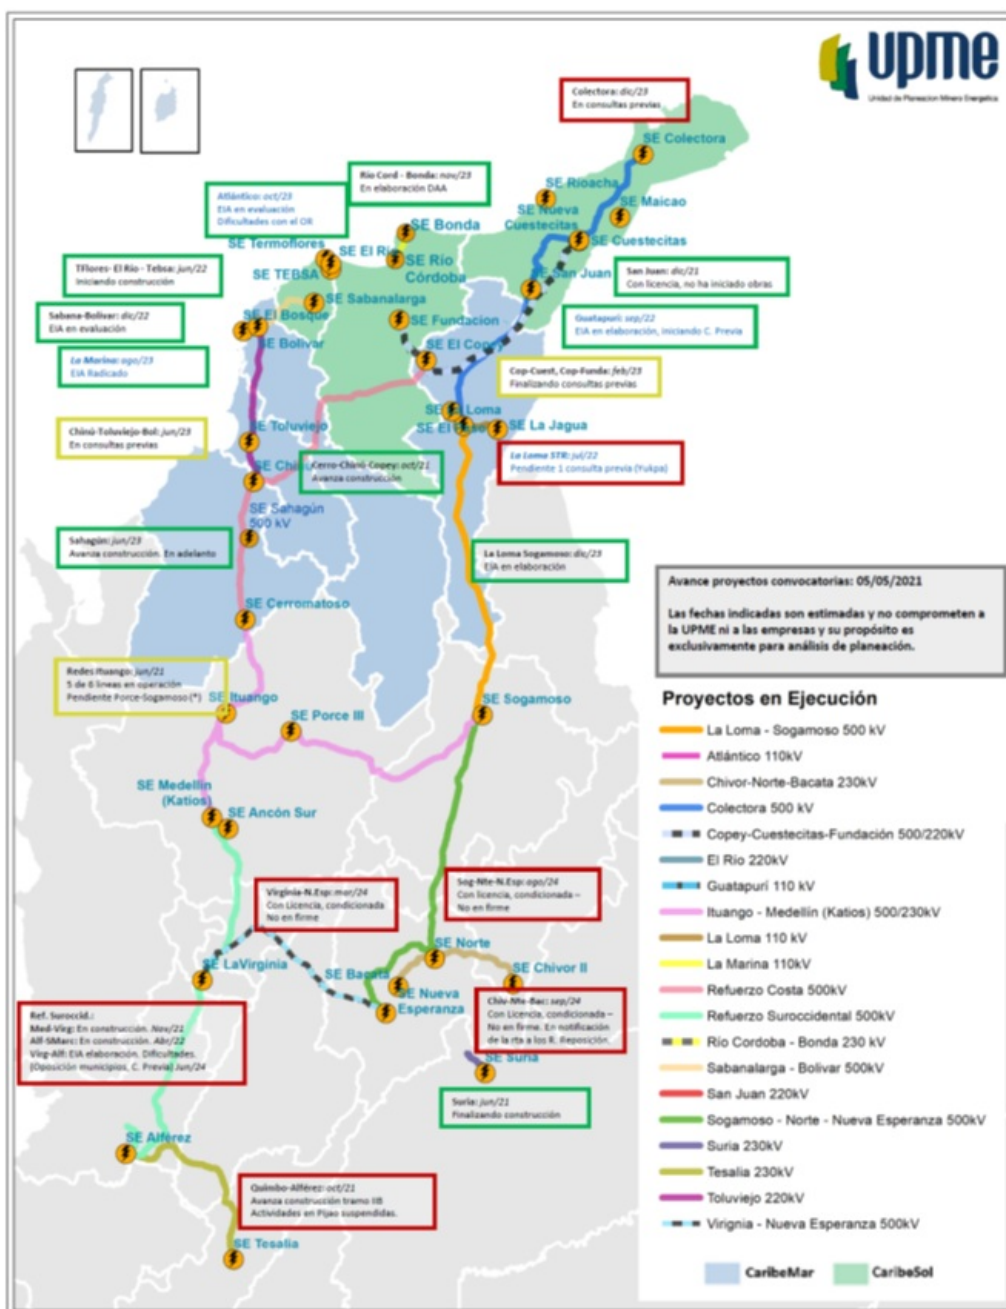 upme
Unidad de Planeación Minero Energética
Colectora: dic/23
En consultas previas
SE Colectora
Río Cord - Bonda: nov/23
En elaboración DAA
Atlántico: oct/23
EIA en evaluación
Dificultades con el OR
SE Rioacha
SE Nueva
Cuestecitas
SE Maicao
SE Cuestecitas
SE Bonda
SE Termoflores
SE El Río
SE Río
Córdoba
SE TEBSA
SE San Juan
TFlores- El Río - Tebsa: jun/22
Iniciando construcción
San Juan: dic/21
Con licencia, no ha iniciado obras
SE Sabanalarga
Sabana-Bolívar: dic/22
EIA en evaluación
SE El Bosque
SE Bolivar
SE Fundacion
Guatapurí: sep/22
EIA en elaboración, iniciando C. Previa
La Marina: ago/23
EIA Radicado
SE El Copey
Cop-Cuest, Cop-Funda: feb/23
Finalizando consultas previas
SE La Loma
SE El Paso
SE La Jagua
Chinú-Toluviejo-Bol: jun/23
En consultas previas
SE Toluviejo
La Loma STR: jul/22
Pendiente 1 consulta previa (Yukpa)
Cerro-Chinú-Copey: oct/21
Avanza construcción
SE Chinú
SE Sahagún
500 kV
Sahagún: jun/23
Avanza construcción. En adelanto
La Loma Sogamoso: dic/23
EIA en elaboración
Avance proyectos convocatorias: 05/05/2021
Las fechas indicadas son estimadas y no comprometen a
la UPME ni a las empresas y su propósito es
exclusivamente para análisis de planeación.
SE Cerromatoso
Redes Ituango: jun/21
5 de 6 líneas en operación
Pendiente Porce-Sogamoso (*)
SE Ituango
SE Porce III
SE Sogamoso
SE Medellín
(Katios)
SE Ancón Sur
Virginia-N.Esp: mar/24
Con Licencia, condicionada
No en firme
Sog-Nte-N.Esp: ago/24
Con licencia, condicionada –
No en firme
SE Norte
SE LaVirginia
SE Bacatá
SE Chivor II
SE Nueva
Esperanza
Chiv-Nte-Bac: sep/24
Con Licencia, condicionada –
No en firme. En notificación
de la rta a los R. Reposición.
Ref. Suroccid.:
Med-Virg: En construcción. Nov/21
Alf-SMarc: En construcción. Abr/22
Virg-Alf: EIA elaboración. Dificultades.
(Oposición municipios, C. Previa) Jun/24
SE Suria
Suria: jun/21
Finalizando construcción
SE Alférez
Quimbo-Alférez: oct/21
Avanza construcción tramo IIB
Actividades en Pijao suspendidas.
SE Tesalia
Proyectos en Ejecución
La Loma - Sogamoso 500 kV
Atlántico 110kV
Chivor-Norte-Bacata 230kV
Colectora 500 kV
Copey-Cuestecitas-Fundación 500/220kV
El Río 220kV
Guatapurí 110 kV
Ituango - Medellín (Katios) 500/230kV
La Loma 110 kV
La Marina 110kV
Refuerzo Costa 500kV
Refuerzo Suroccidental 500kV
Río Cordoba - Bonda 230 kV
Sabanalarga - Bolivar 500kV
San Juan 220kV
Sogamoso - Norte - Nueva Esperanza 500kV
Suria 230kV
Tesalia 230kV
Toluviejo 220kV
Virignia - Nueva Esperanza 500kV
CaribeMar
CaribeSol